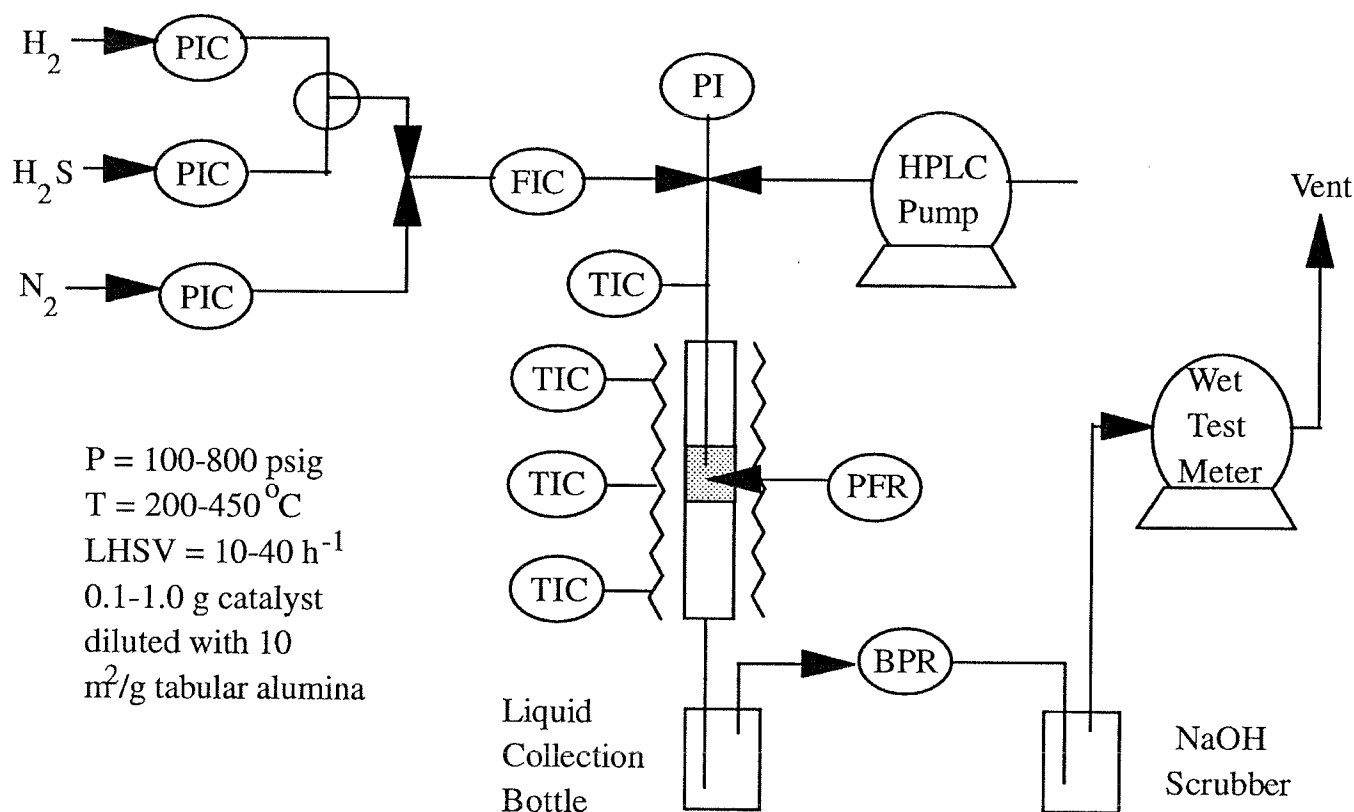 H2
PIC
PI
H2S
PIC
FIC
HPLC
Pump
Vent
N2
PIC
TIC
TIC
Wet
Test
Meter
P = 100-800 psig
T = 200-450 °C
LHSV = 10-40 h-1
0.1-1.0 g catalyst
diluted with 10
m2/g tabular alumina
TIC
PFR
TIC
BPR
Liquid
Collection
Bottle
NaOH
Scrubber